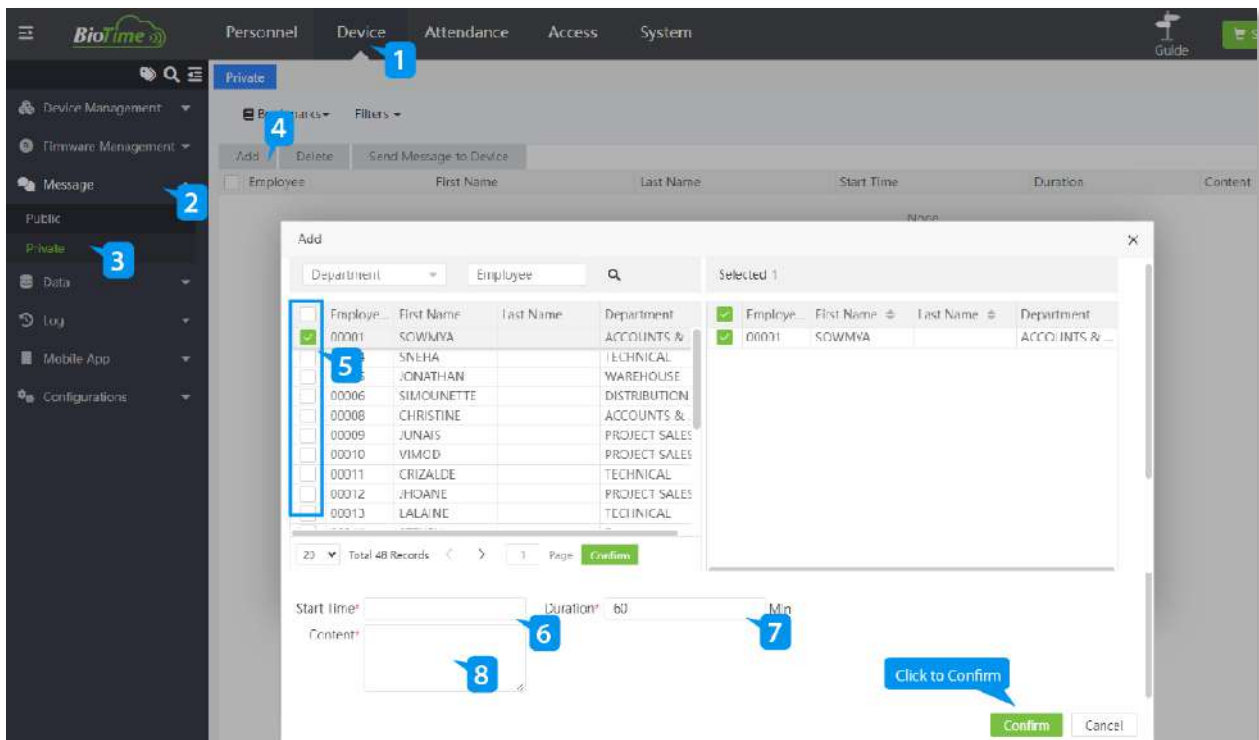 BioTime
Personnel Device Attendance Access System
Guide
1
Private
Device Management
Bookmarks Filters
4
Firmware Management
Add Delete Send Message to Device
Message
Employee First Name Last Name Start Time Duration Content
2
Public
None
Private
3
Add
Data
Department Employee
Selected 1
Log
Employe... First Name Last Name Department
Employe... First Name Last Name Department
00001 SOWMYA ACCOUNTS &
00001 SOWMYA ACCOUNTS & ...
Mobile App
5
SNEHA TECHNICAL
JONATHAN WAREHOUSE
Configurations
00006 SIMOUNETTE DISTRIBUTION
00008 CHRISTINE ACCOUNTS &
00009 JUNAIS PROJECT SALES
00010 VIMOD PROJECT SALES
00011 CRIZALDE TECHNICAL
00012 JHOANE PROJECT SALES
00013 LALAINE TECHNICAL
20 Total 48 Records < > 1 Page Confirm
Start Time* Duration* 60 Min
6
7
Content*
8
Click to Confirm
Confirm Cancel